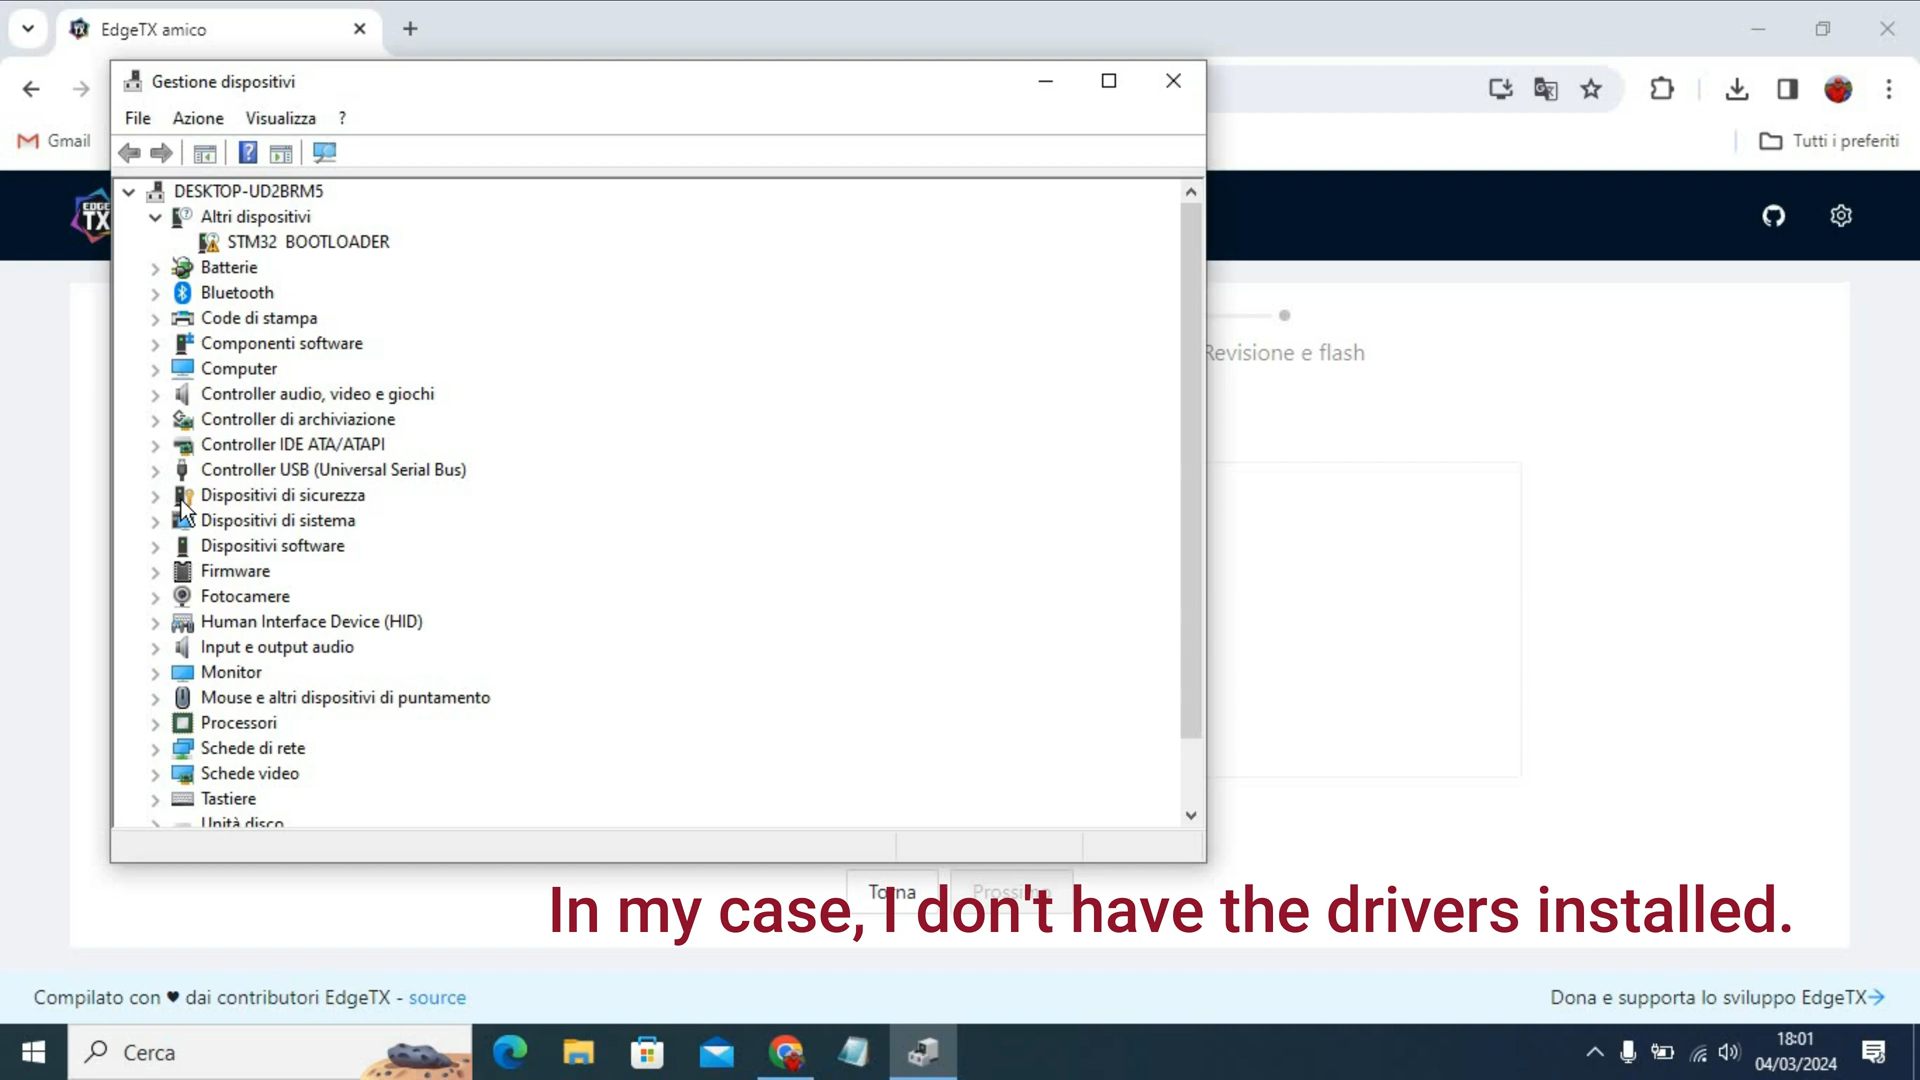 EdgeTX amico
Gestione dispositivi
File Azione Visualizza ?
Gmail
Tutti i preferiti
EDGE
TX
DESKTOP-UD2BRM5
Altri dispositivi
STM32 BOOTLOADER
Batterie
Bluetooth
Code di stampa
Componenti software
Computer
Controller audio, video e giochi
Controller di archiviazione
Controller IDE ATA/ATAPI
Controller USB (Universal Serial Bus)
Dispositivi di sicurezza
Dispositivi di sistema
Dispositivi software
Firmware
Fotocamere
Human Interface Device (HID)
Input e output audio
Monitor
Mouse e altri dispositivi di puntamento
Processori
Schede di rete
Schede video
Tastiere
Unità disco
Revisione e flash
Torna Prossimo
In my case, I don't have the drivers installed.
Compilato con ♥ dai contributori EdgeTX - source
Dona e supporta lo sviluppo EdgeTX→
Cerca
18:01
04/03/2024